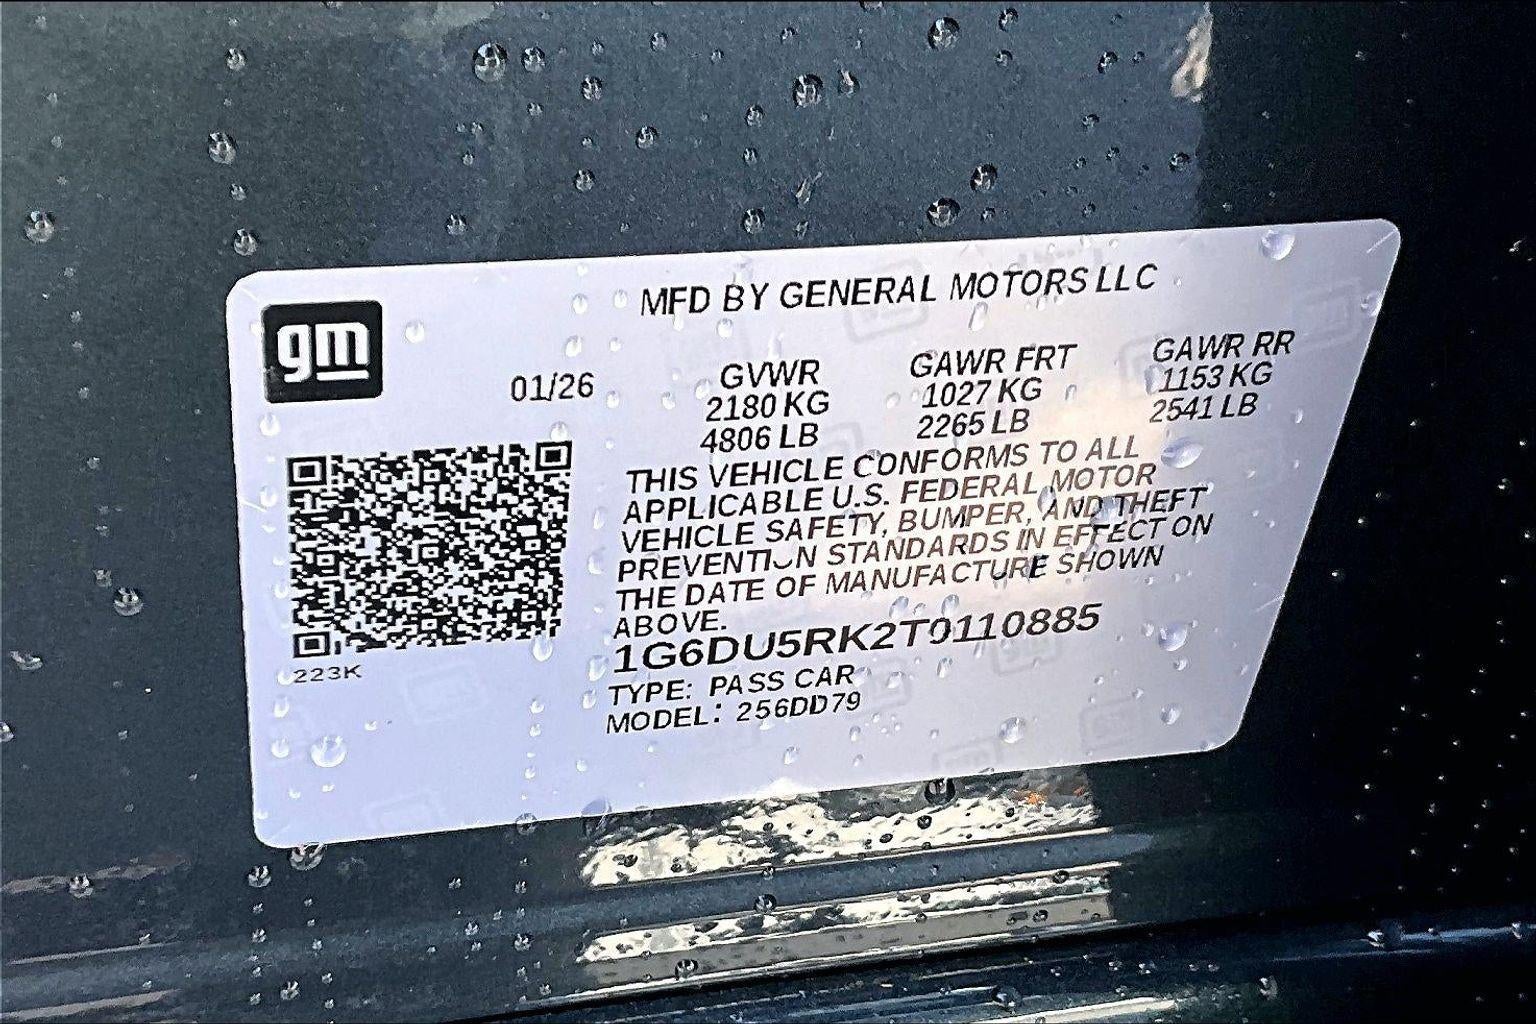 gm
MFD BY GENERAL MOTORS LLC
01/26
GVWR GAWR FRT GAWR RR
2180 KG 1027 KG 1153 KG
4806 LB 2265 LB 2541 LB
THIS VEHICLE CONFORMS TO ALL
APPLICABLE U.S. FEDERAL MOTOR
VEHICLE SAFETY, BUMPER, AND THEFT
PREVENTION STANDARDS IN EFFECT ON
THE DATE OF MANUFACTURE SHOWN
ABOVE.
1G6DU5RK2T0110885
TYPE: PASS CAR
MODEL: 256DD79
223K